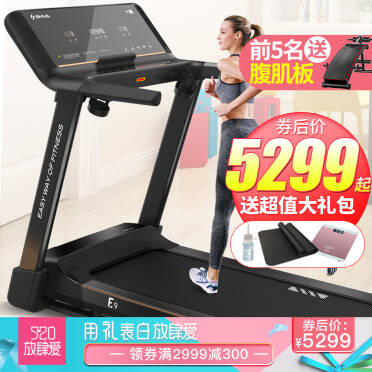 SHUA
前5名送
腹肌板
券后价
5299起
送超值大礼包
EASY WAY OF FITNESS
E9
520
放肆爱
用礼表白放肆爱
领券满2999减300
券后价：
¥5299